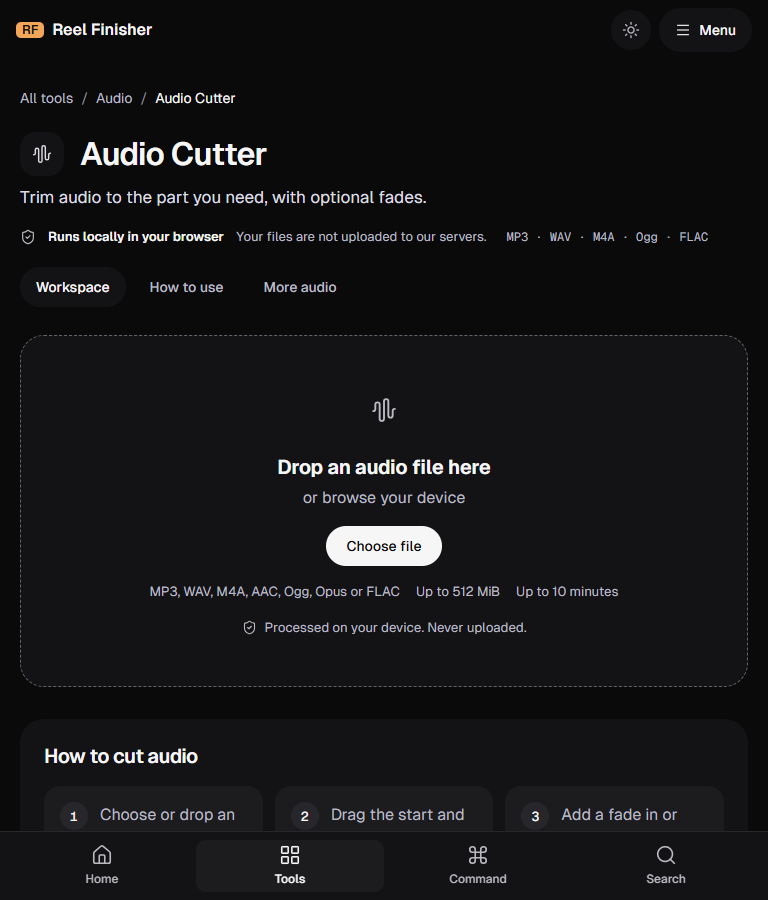 RF Reel Finisher
Menu
All tools / Audio / Audio Cutter
Audio Cutter
Trim audio to the part you need, with optional fades.
Runs locally in your browser Your files are not uploaded to our servers. MP3 · WAV · M4A · Ogg · FLAC
Workspace How to use More audio
Drop an audio file here
or browse your device
Choose file
MP3, WAV, M4A, AAC, Ogg, Opus or FLAC Up to 512 MiB Up to 10 minutes
Processed on your device. Never uploaded.
How to cut audio
1 Choose or drop an
2 Drag the start and
3 Add a fade in or
Home Tools Command Search